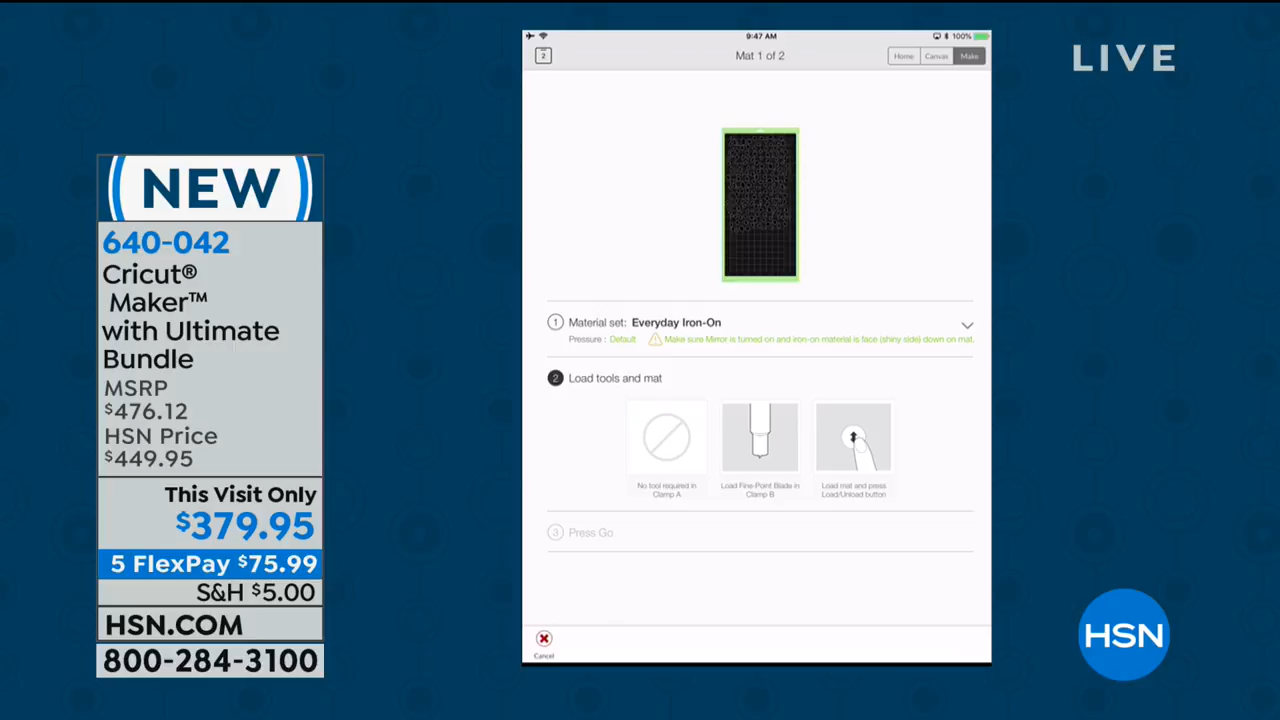 LIVE
NEW
640-042
Cricut®
Maker™
with Ultimate
Bundle
MSRP
$476.12
HSN Price
$449.95
This Visit Only
$379.95
5 FlexPay $75.99
S&H $5.00
HSN.COM
800-284-3100
9:47 AM
100%
2
Mat 1 of 2
Home
Canvas
Make
1 Material set: Everyday Iron-On
Pressure : Default Make sure Mirror is turned on and iron-on material is face (shiny side) down on mat.
2 Load tools and mat
No tool required in
Clamp A
Load Fine-Point Blade in
Clamp B
Load mat and press
Load/Unload button
3 Press Go
Cancel
HSN